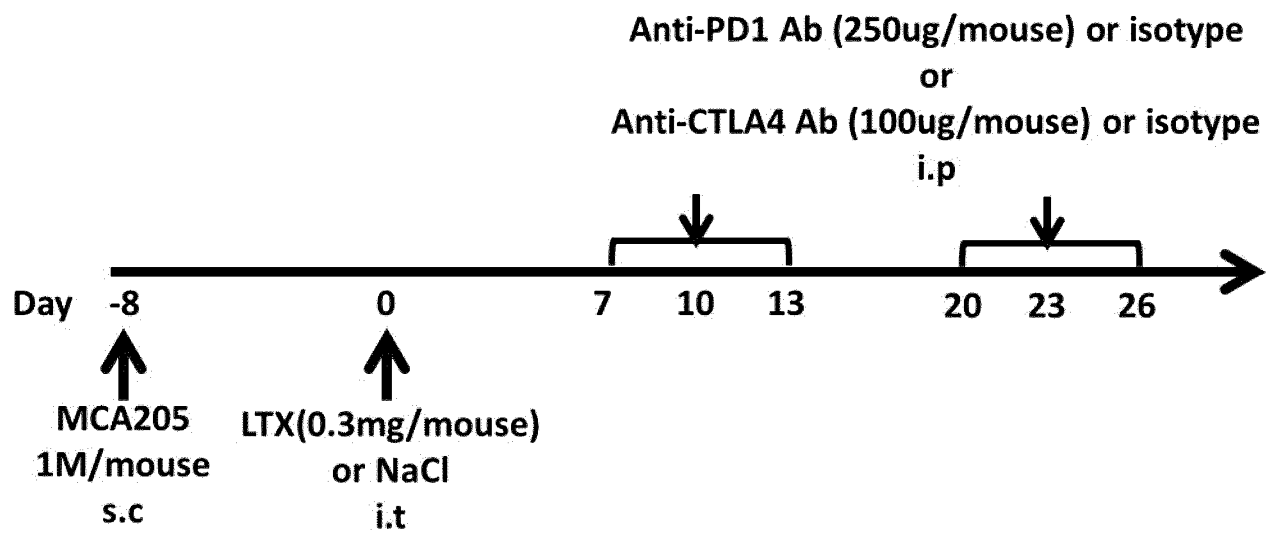 Anti-PD1 Ab (250ug/mouse) or isotype
or
Anti-CTLA4 Ab (100ug/mouse) or isotype
i.p
Day -8 0 7 10 13 20 23 26
MCA205
1M/mouse
s.c
LTX(0.3mg/mouse)
or NaCl
i.t